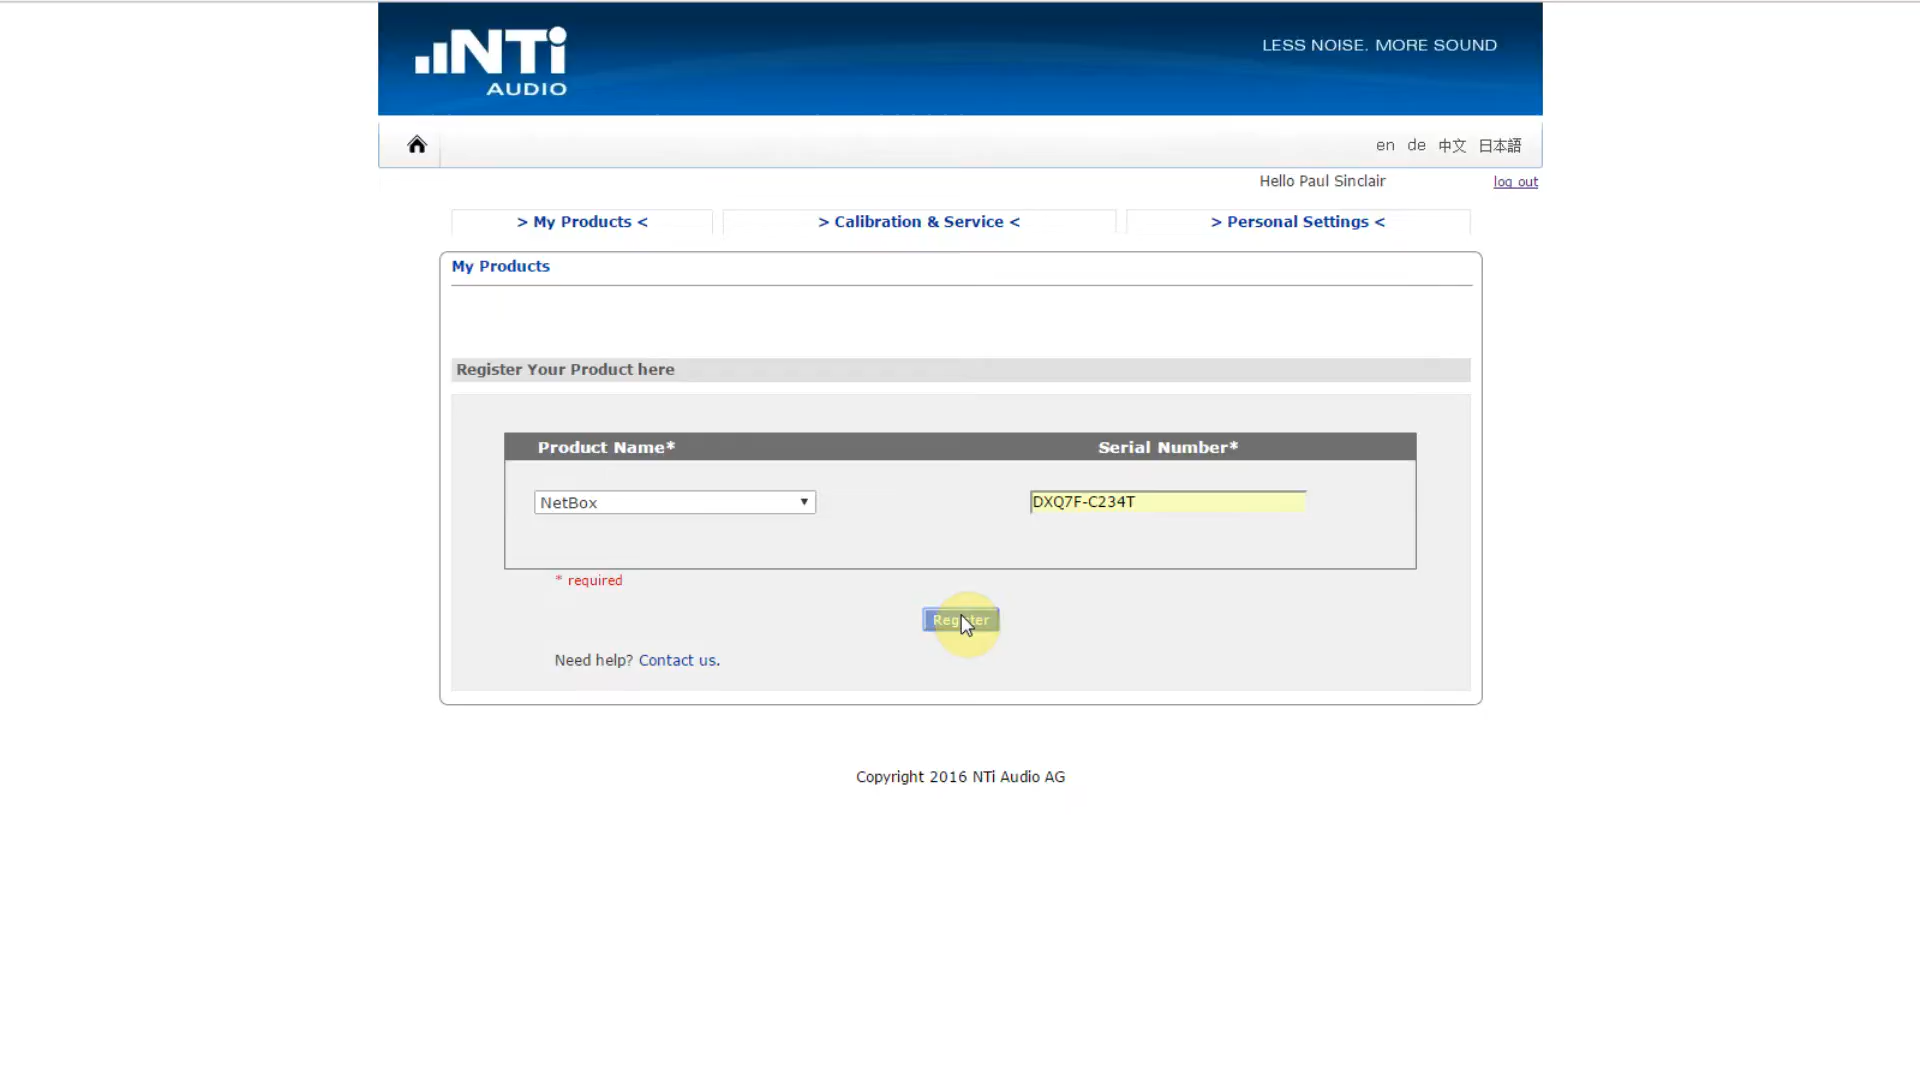 NTi
AUDIO
LESS NOISE. MORE SOUND
en de 中文 日本語
Hello Paul Sinclair log out
> My Products < > Calibration & Service < > Personal Settings <
My Products
Register Your Product here
Product Name* Serial Number*
NetBox DXQ7F-C234T
* required
Register
Need help? Contact us.
Copyright 2016 NTi Audio AG